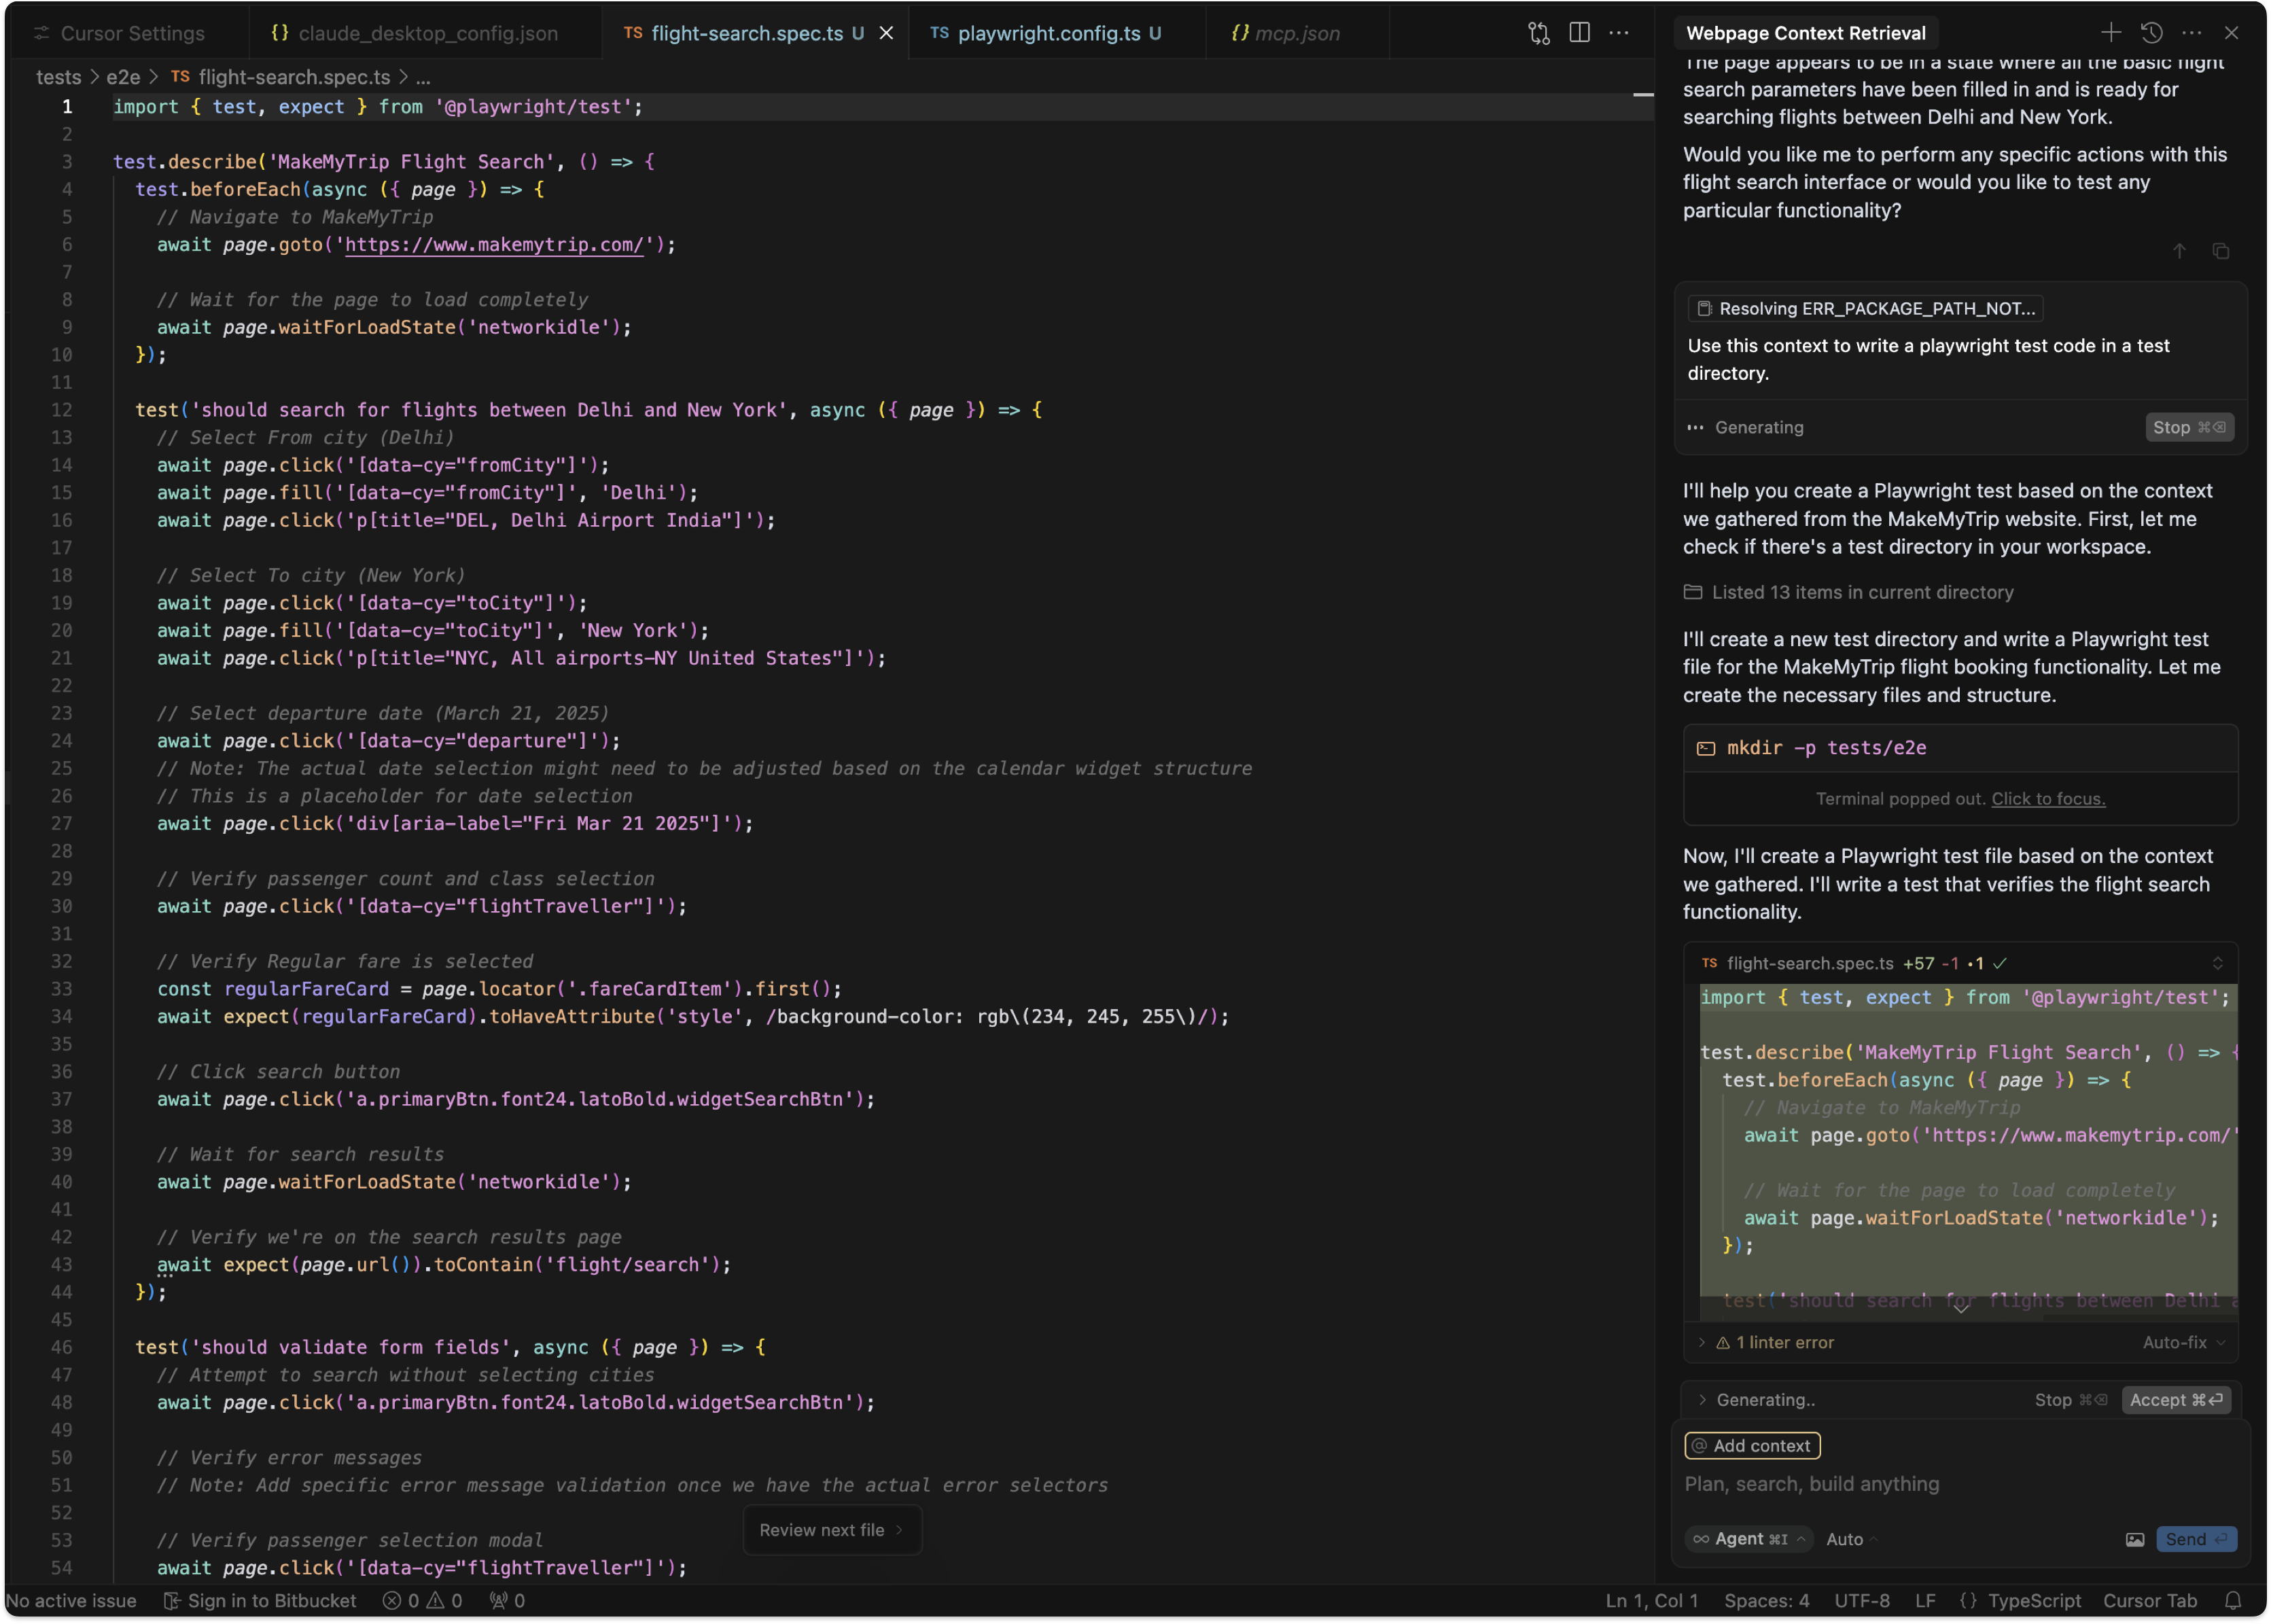 Cursor Settings
{} claude_desktop_config.json
TS flight-search.spec.ts U
TS playwright.config.ts U
{} mcp.json
tests > e2e > TS flight-search.spec.ts > ...
1 import { test, expect } from '@playwright/test';
2
3 test.describe('MakeMyTrip Flight Search', () => {
4 test.beforeEach(async ({ page }) => {
5 // Navigate to MakeMyTrip
6 await page.goto('https://www.makemytrip.com/');
7
8 // Wait for the page to load completely
9 await page.waitForLoadState('networkidle');
10 });
11
12 test('should search for flights between Delhi and New York', async ({ page }) => {
13 // Select From city (Delhi)
14 await page.click('[data-cy="fromCity"]');
15 await page.fill('[data-cy="fromCity"]', 'Delhi');
16 await page.click('p[title="DEL, Delhi Airport India"]');
17
18 // Select To city (New York)
19 await page.click('[data-cy="toCity"]');
20 await page.fill('[data-cy="toCity"]', 'New York');
21 await page.click('p[title="NYC, All airports-NY United States"]');
22
23 // Select departure date (March 21, 2025)
24 await page.click('[data-cy="departure"]');
25 // Note: The actual date selection might need to be adjusted based on the calendar widget structure
26 // This is a placeholder for date selection
27 await page.click('div[aria-label="Fri Mar 21 2025"]');
28
29 // Verify passenger count and class selection
30 await page.click('[data-cy="flightTraveller"]');
31
32 // Verify Regular fare is selected
33 const regularFareCard = page.locator('.fareCardItem').first();
34 await expect(regularFareCard).toHaveAttribute('style', /background-color: rgb\(234, 245, 255\)/);
35
36 // Click search button
37 await page.click('a.primaryBtn.font24.latoBold.widgetSearchBtn');
38
39 // Wait for search results
40 await page.waitForLoadState('networkidle');
41
42 // Verify we're on the search results page
43 await expect(page.url()).toContain('flight/search');
44 });
45
46 test('should validate form fields', async ({ page }) => {
47 // Attempt to search without selecting cities
48 await page.click('a.primaryBtn.font24.latoBold.widgetSearchBtn');
49
50 // Verify error messages
51 // Note: Add specific error message validation once we have the actual error selectors
52
53 // Verify passenger selection modal
54 await page.click('[data-cy="flightTraveller"]');
Review next file >
Webpage Context Retrieval
The page appears to be in a state where all the basic flight
search parameters have been filled in and is ready for
searching flights between Delhi and New York.
Would you like me to perform any specific actions with this
flight search interface or would you like to test any
particular functionality?
Resolving ERR_PACKAGE_PATH_NOT...
Use this context to write a playwright test code in a test
directory.
••• Generating
Stop ⌘⌫
I'll help you create a Playwright test based on the context
we gathered from the MakeMyTrip website. First, let me
check if there's a test directory in your workspace.
Listed 13 items in current directory
I'll create a new test directory and write a Playwright test
file for the MakeMyTrip flight booking functionality. Let me
create the necessary files and structure.
mkdir -p tests/e2e
Terminal popped out. Click to focus.
Now, I'll create a Playwright test file based on the context
we gathered. I'll write a test that verifies the flight search
functionality.
TS flight-search.spec.ts +57 -1 •1 ✓
import { test, expect } from '@playwright/test';
test.describe('MakeMyTrip Flight Search', () => {
test.beforeEach(async ({ page }) => {
// Navigate to MakeMyTrip
await page.goto('https://www.makemytrip.com/'
// Wait for the page to load completely
await page.waitForLoadState('networkidle');
});
test('should search for flights between Delhi a
> 1 linter error
Auto-fix
> Generating..
Stop ⌘⌫
Accept ⌘⏎
@ Add context
Plan, search, build anything
∞ Agent ⌘I
Auto
Send ⏎
No active issue
Sign in to Bitbucket
0 0
0
Ln 1, Col 1
Spaces: 4
UTF-8
LF
{} TypeScript
Cursor Tab